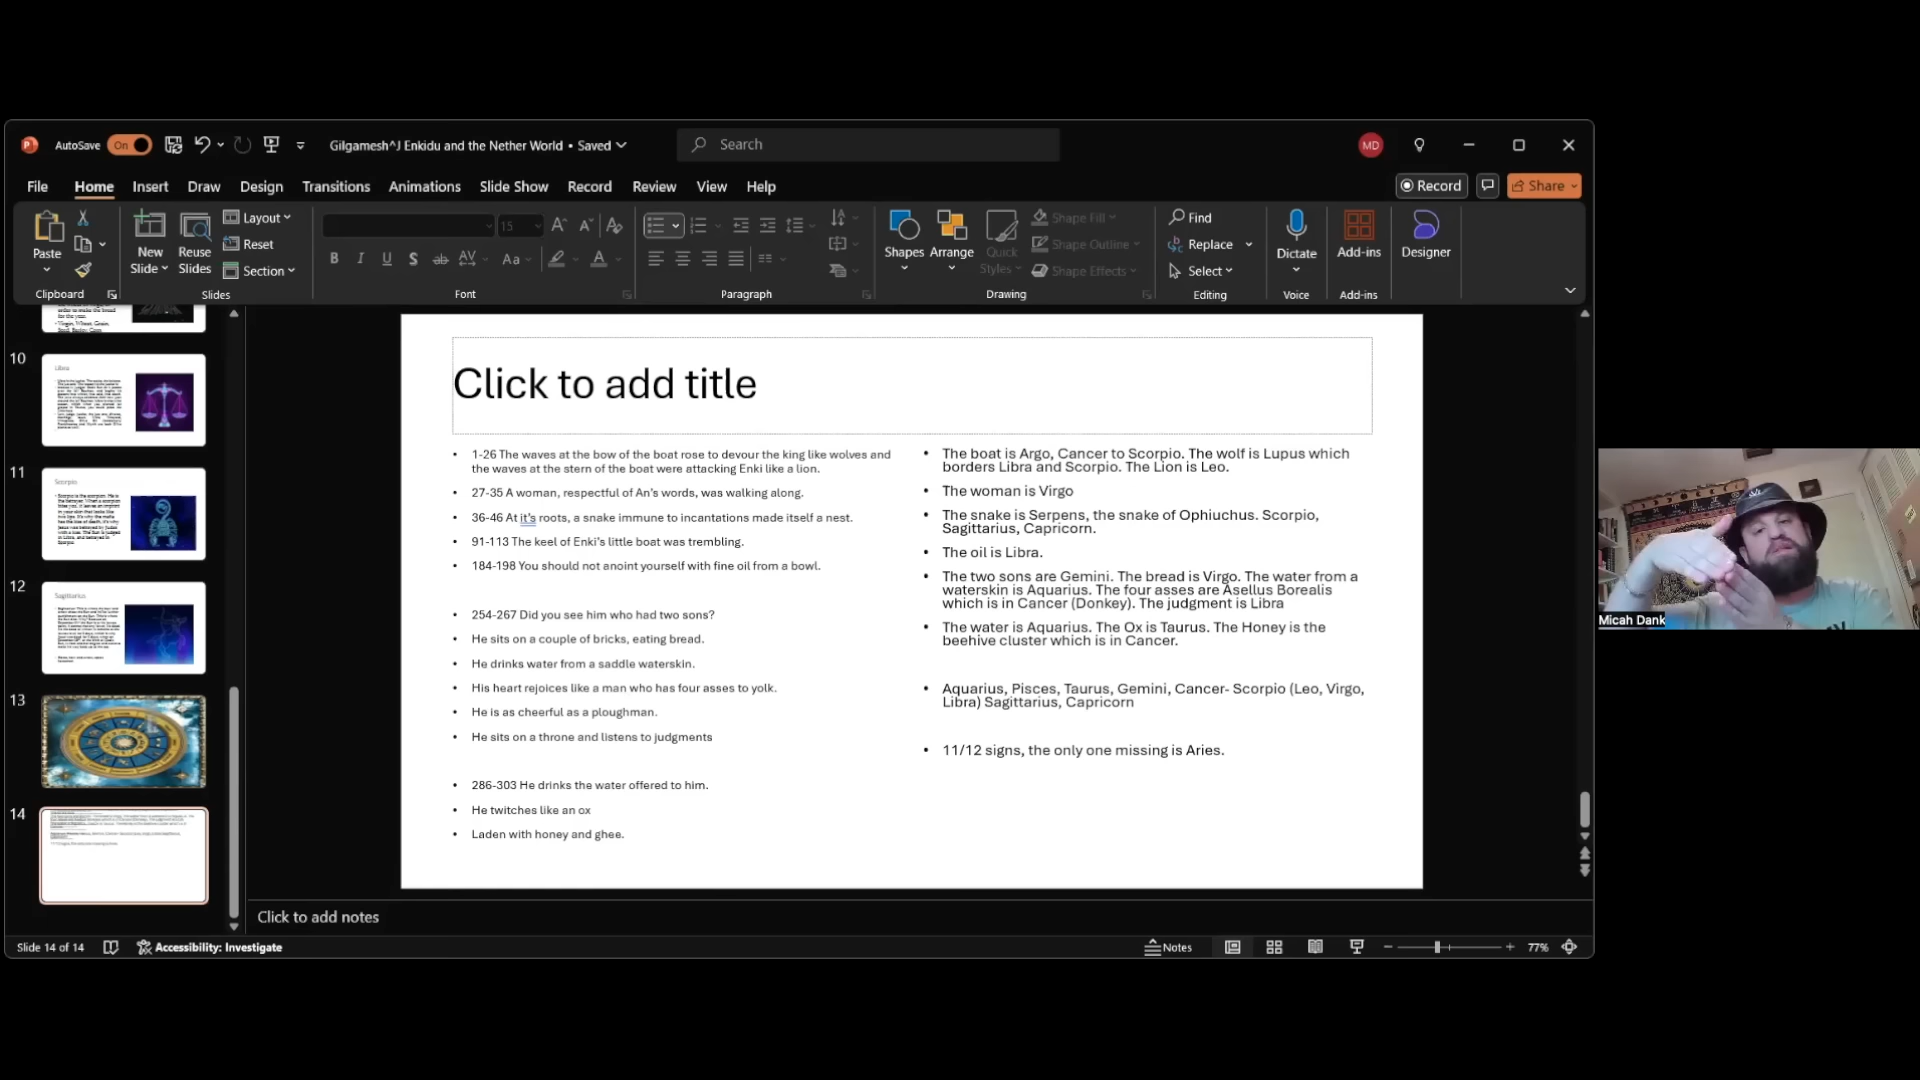 AutoSave On Gilgamesh^J Enkidu and the Nether World • Saved Search MD
File Home Insert Draw Design Transitions Animations Slide Show Record Review View Help Record Share
Paste
Clipboard
New Slide
Reuse Slides
Layout
Reset
Section
Slides
15
Font
Paragraph
Shapes
Arrange
Quick Styles
Shape Fill
Shape Outline
Shape Effects
Drawing
Find
Replace
Select
Editing
Dictate
Voice
Add-ins
Add-ins
Designer
10
Libra
11
Scorpio
12
Sagittarius
13
14
Click to add title
• 1-26 The waves at the bow of the boat rose to devour the king like wolves and
the waves at the stern of the boat were attacking Enki like a lion.
• 27-35 A woman, respectful of An's words, was walking along.
• 36-46 At it's roots, a snake immune to incantations made itself a nest.
• 91-113 The keel of Enki's little boat was trembling.
• 184-198 You should not anoint yourself with fine oil from a bowl.
• 254-267 Did you see him who had two sons?
• He sits on a couple of bricks, eating bread.
• He drinks water from a saddle waterskin.
• His heart rejoices like a man who has four asses to yolk.
• He is as cheerful as a ploughman.
• He sits on a throne and listens to judgments
• 286-303 He drinks the water offered to him.
• He twitches like an ox
• Laden with honey and ghee.
• The boat is Argo, Cancer to Scorpio. The wolf is Lupus which
borders Libra and Scorpio. The Lion is Leo.
• The woman is Virgo
• The snake is Serpens, the snake of Ophiuchus. Scorpio,
Sagittarius, Capricorn.
• The oil is Libra.
• The two sons are Gemini. The bread is Virgo. The water from a
waterskin is Aquarius. The four asses are Asellus Borealis
which is in Cancer (Donkey). The judgment is Libra
• The water is Aquarius. The Ox is Taurus. The Honey is the
beehive cluster which is in Cancer.
• Aquarius, Pisces, Taurus, Gemini, Cancer- Scorpio (Leo, Virgo,
Libra) Sagittarius, Capricorn
• 11/12 signs, the only one missing is Aries.
Micah Dank
Click to add notes
Slide 14 of 14 Accessibility: Investigate Notes 77%